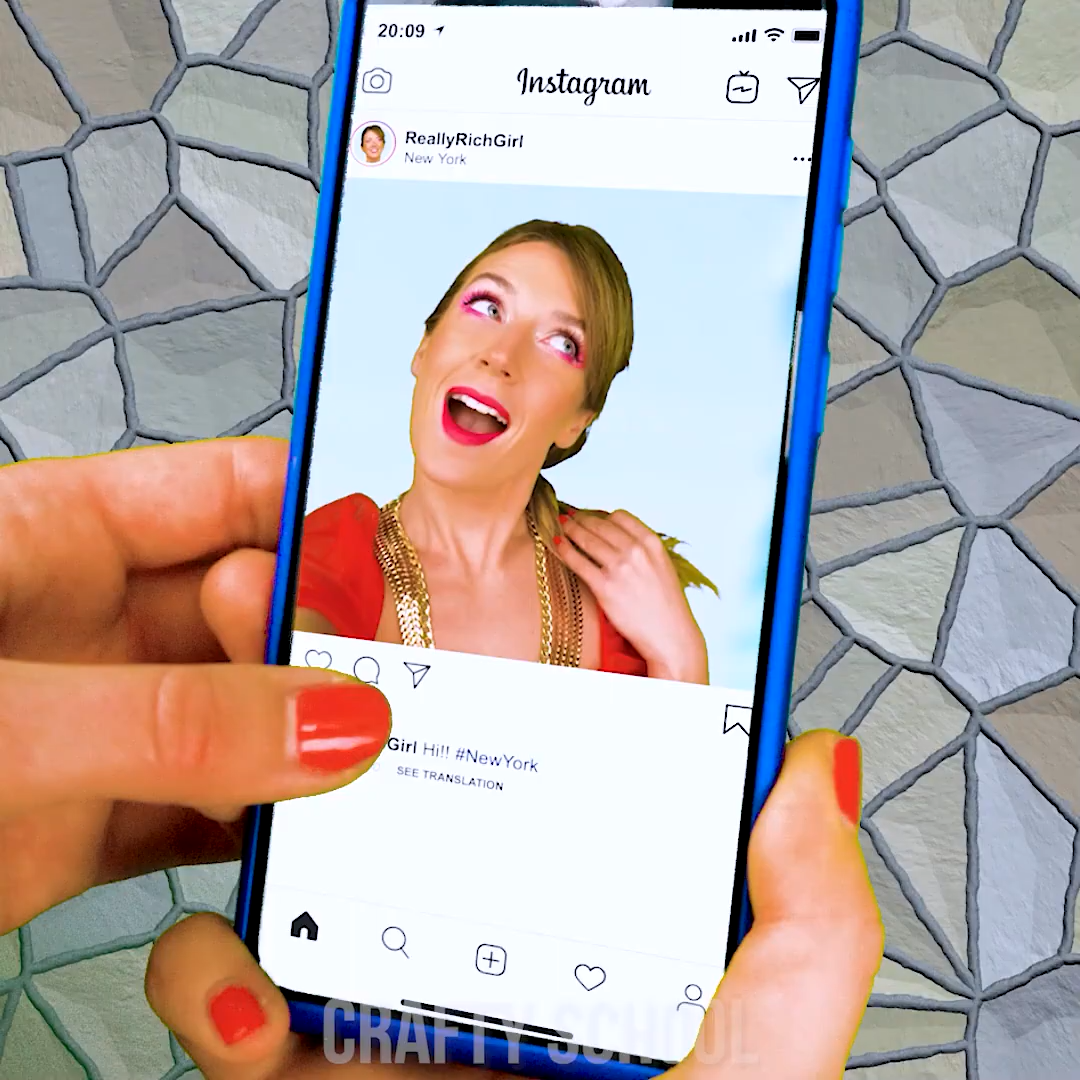 20:09
Instagram
ReallyRichGirl
New York
Girl Hi!! #NewYork
SEE TRANSLATION
CRAFTY SCHOOL